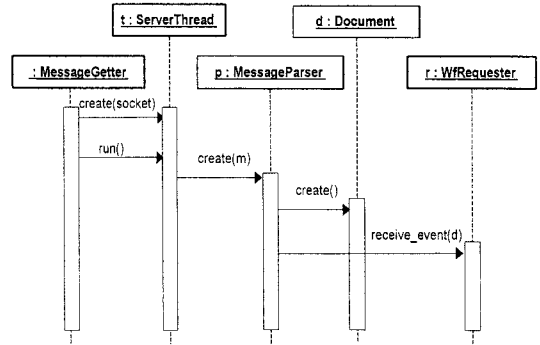 t : ServerThread
d : Document
: MessageGetter
p : MessageParser
r : WfRequester
create(socket)
run()
create(m)
create()
receive_event(d)